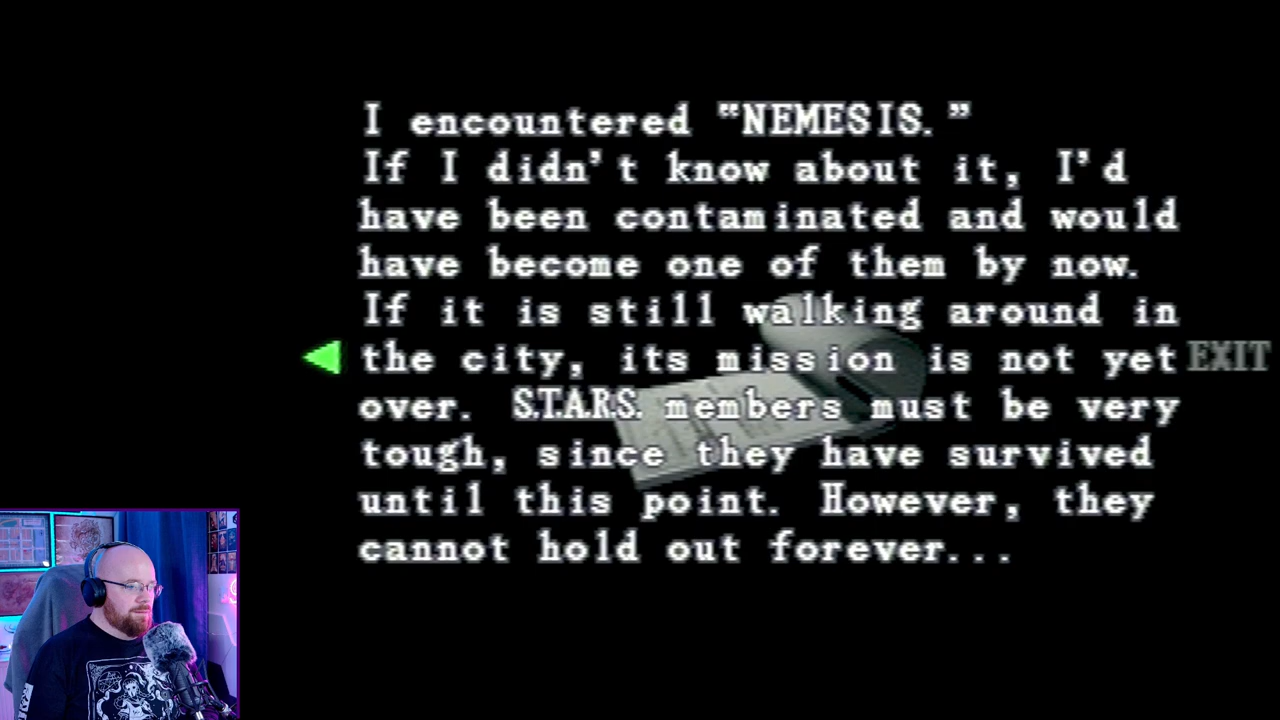 I encountered "NEMESIS."
If I didn't know about it, I'd
have been contaminated and would
have become one of them by now.
If it is still walking around in
the city, its mission is not yet
EXIT
over. S.T.A.R.S. members must be very
tough, since they have survived
until this point. However, they
cannot hold out forever...